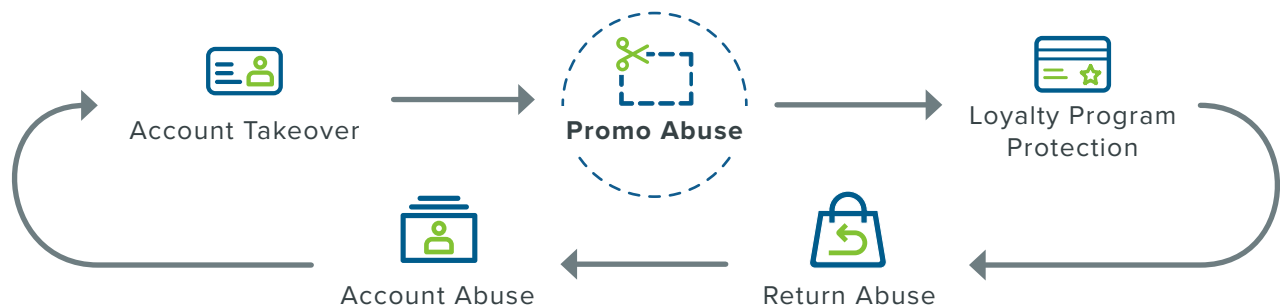 Account Takeover
Promo Abuse
Loyalty Program
Protection
Account Abuse
Return Abuse